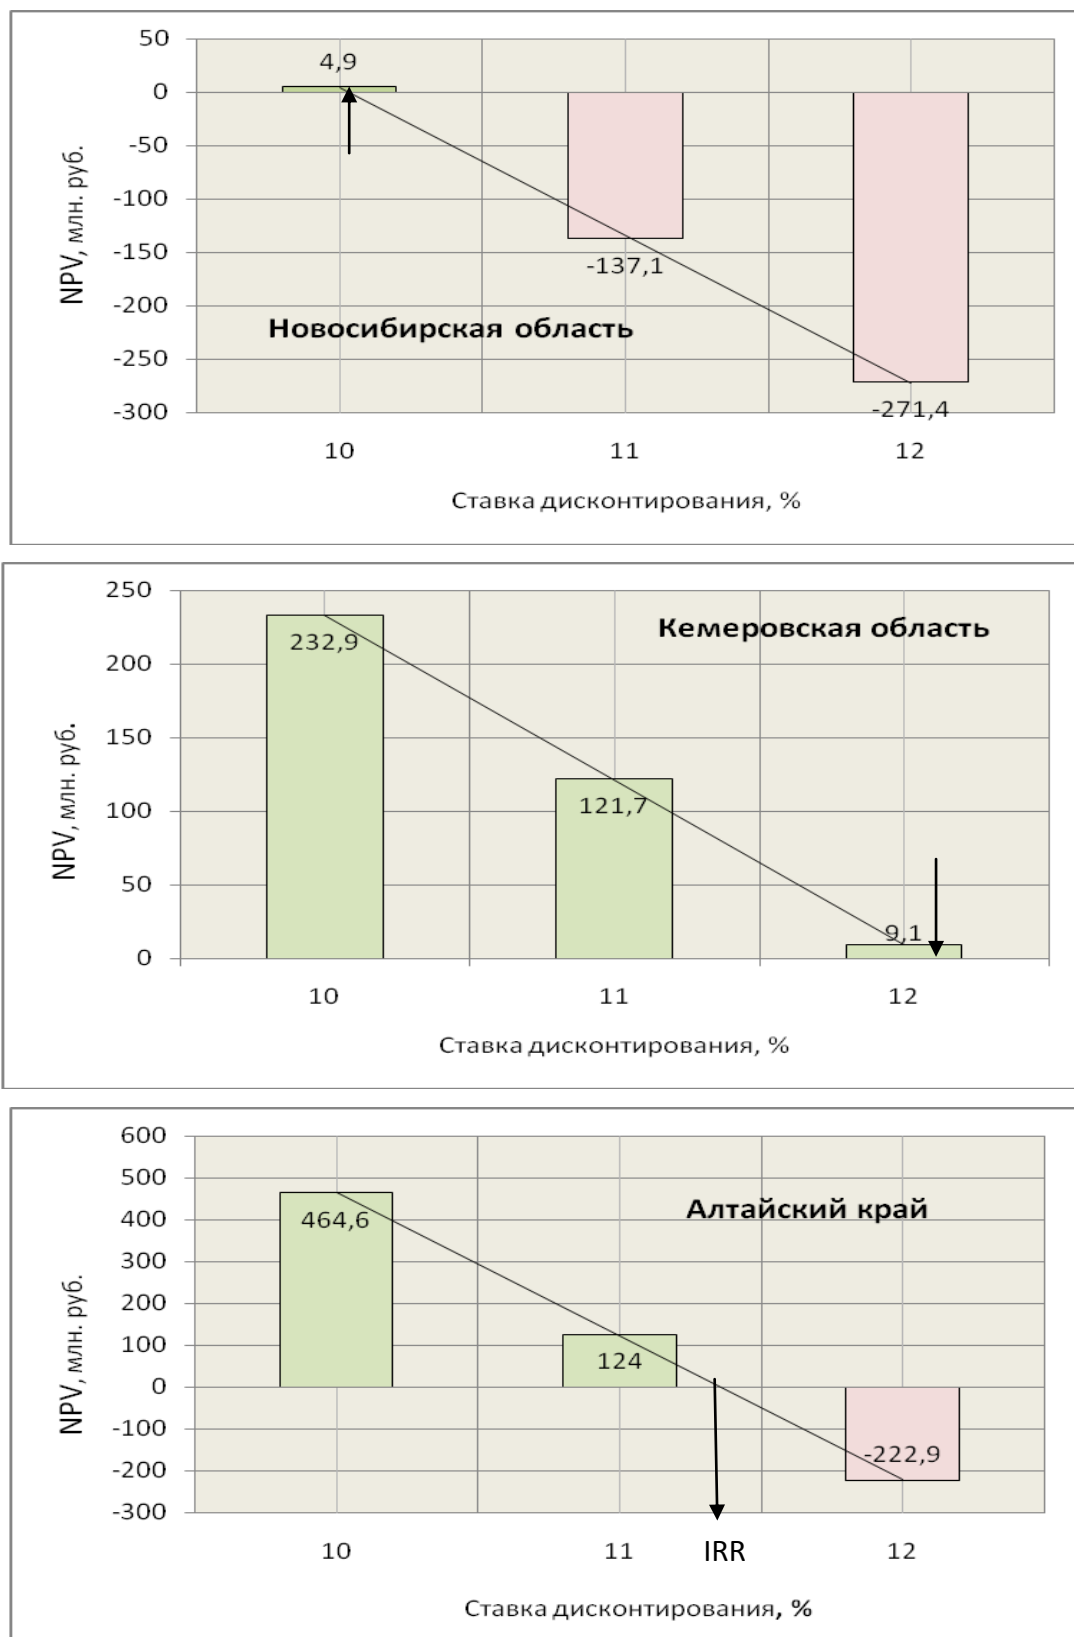 50
4,9
0
-50
-100
-150
-137,1
-200
Новосибирская область
-250
-300
-271,4
NPV, млн. руб.
10 11 12
Ставка дисконтирования, %
250
Кемеровская область
232,9
200
150
121,7
100
50
9,1
0
NPV, млн. руб.
10 11 12
Ставка дисконтирования, %
600
500
464,6
Алтайский край
400
300
200
100
124
0
-100
-222,9
-200
-300
NPV, млн. руб.
10 11 IRR 12
Ставка дисконтирования, %